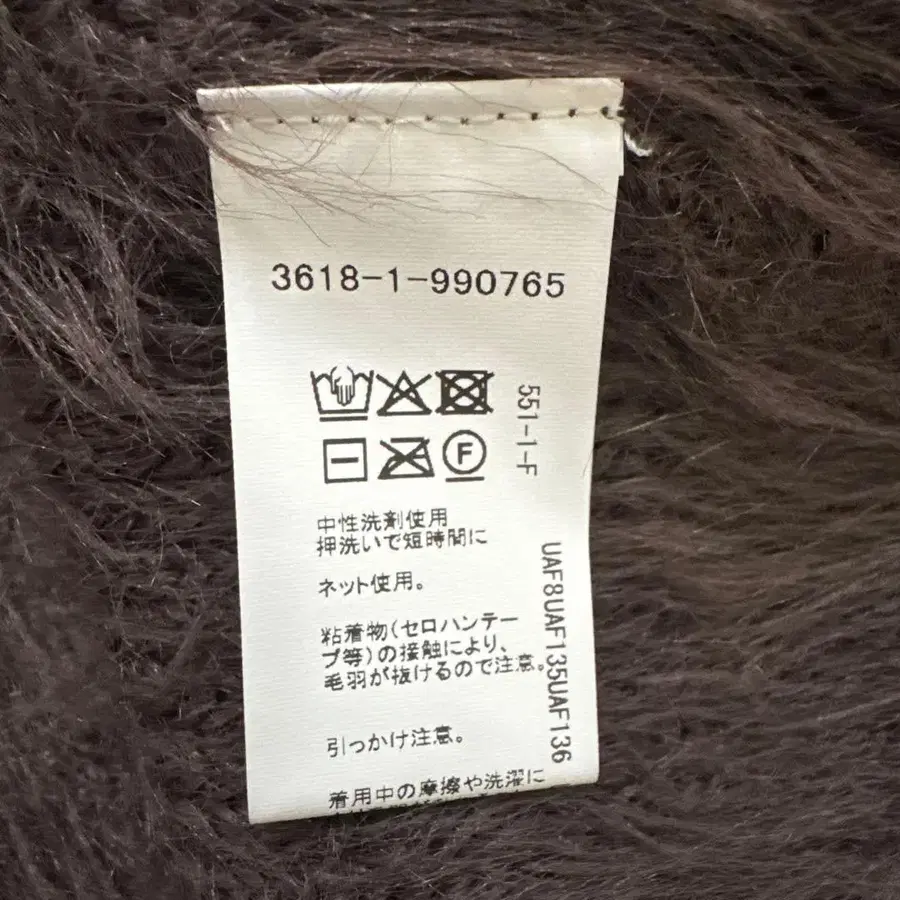 3618-1-990765
551-1-F
F
中性洗剤使用
押洗いで短時間に
ネット使用。
粘着物(セロハンテー
プ等)の接触により、
毛羽が抜けるので注意。
引っかけ注意。
着用中の摩擦や洗濯に
UAF8UAF135UAF136